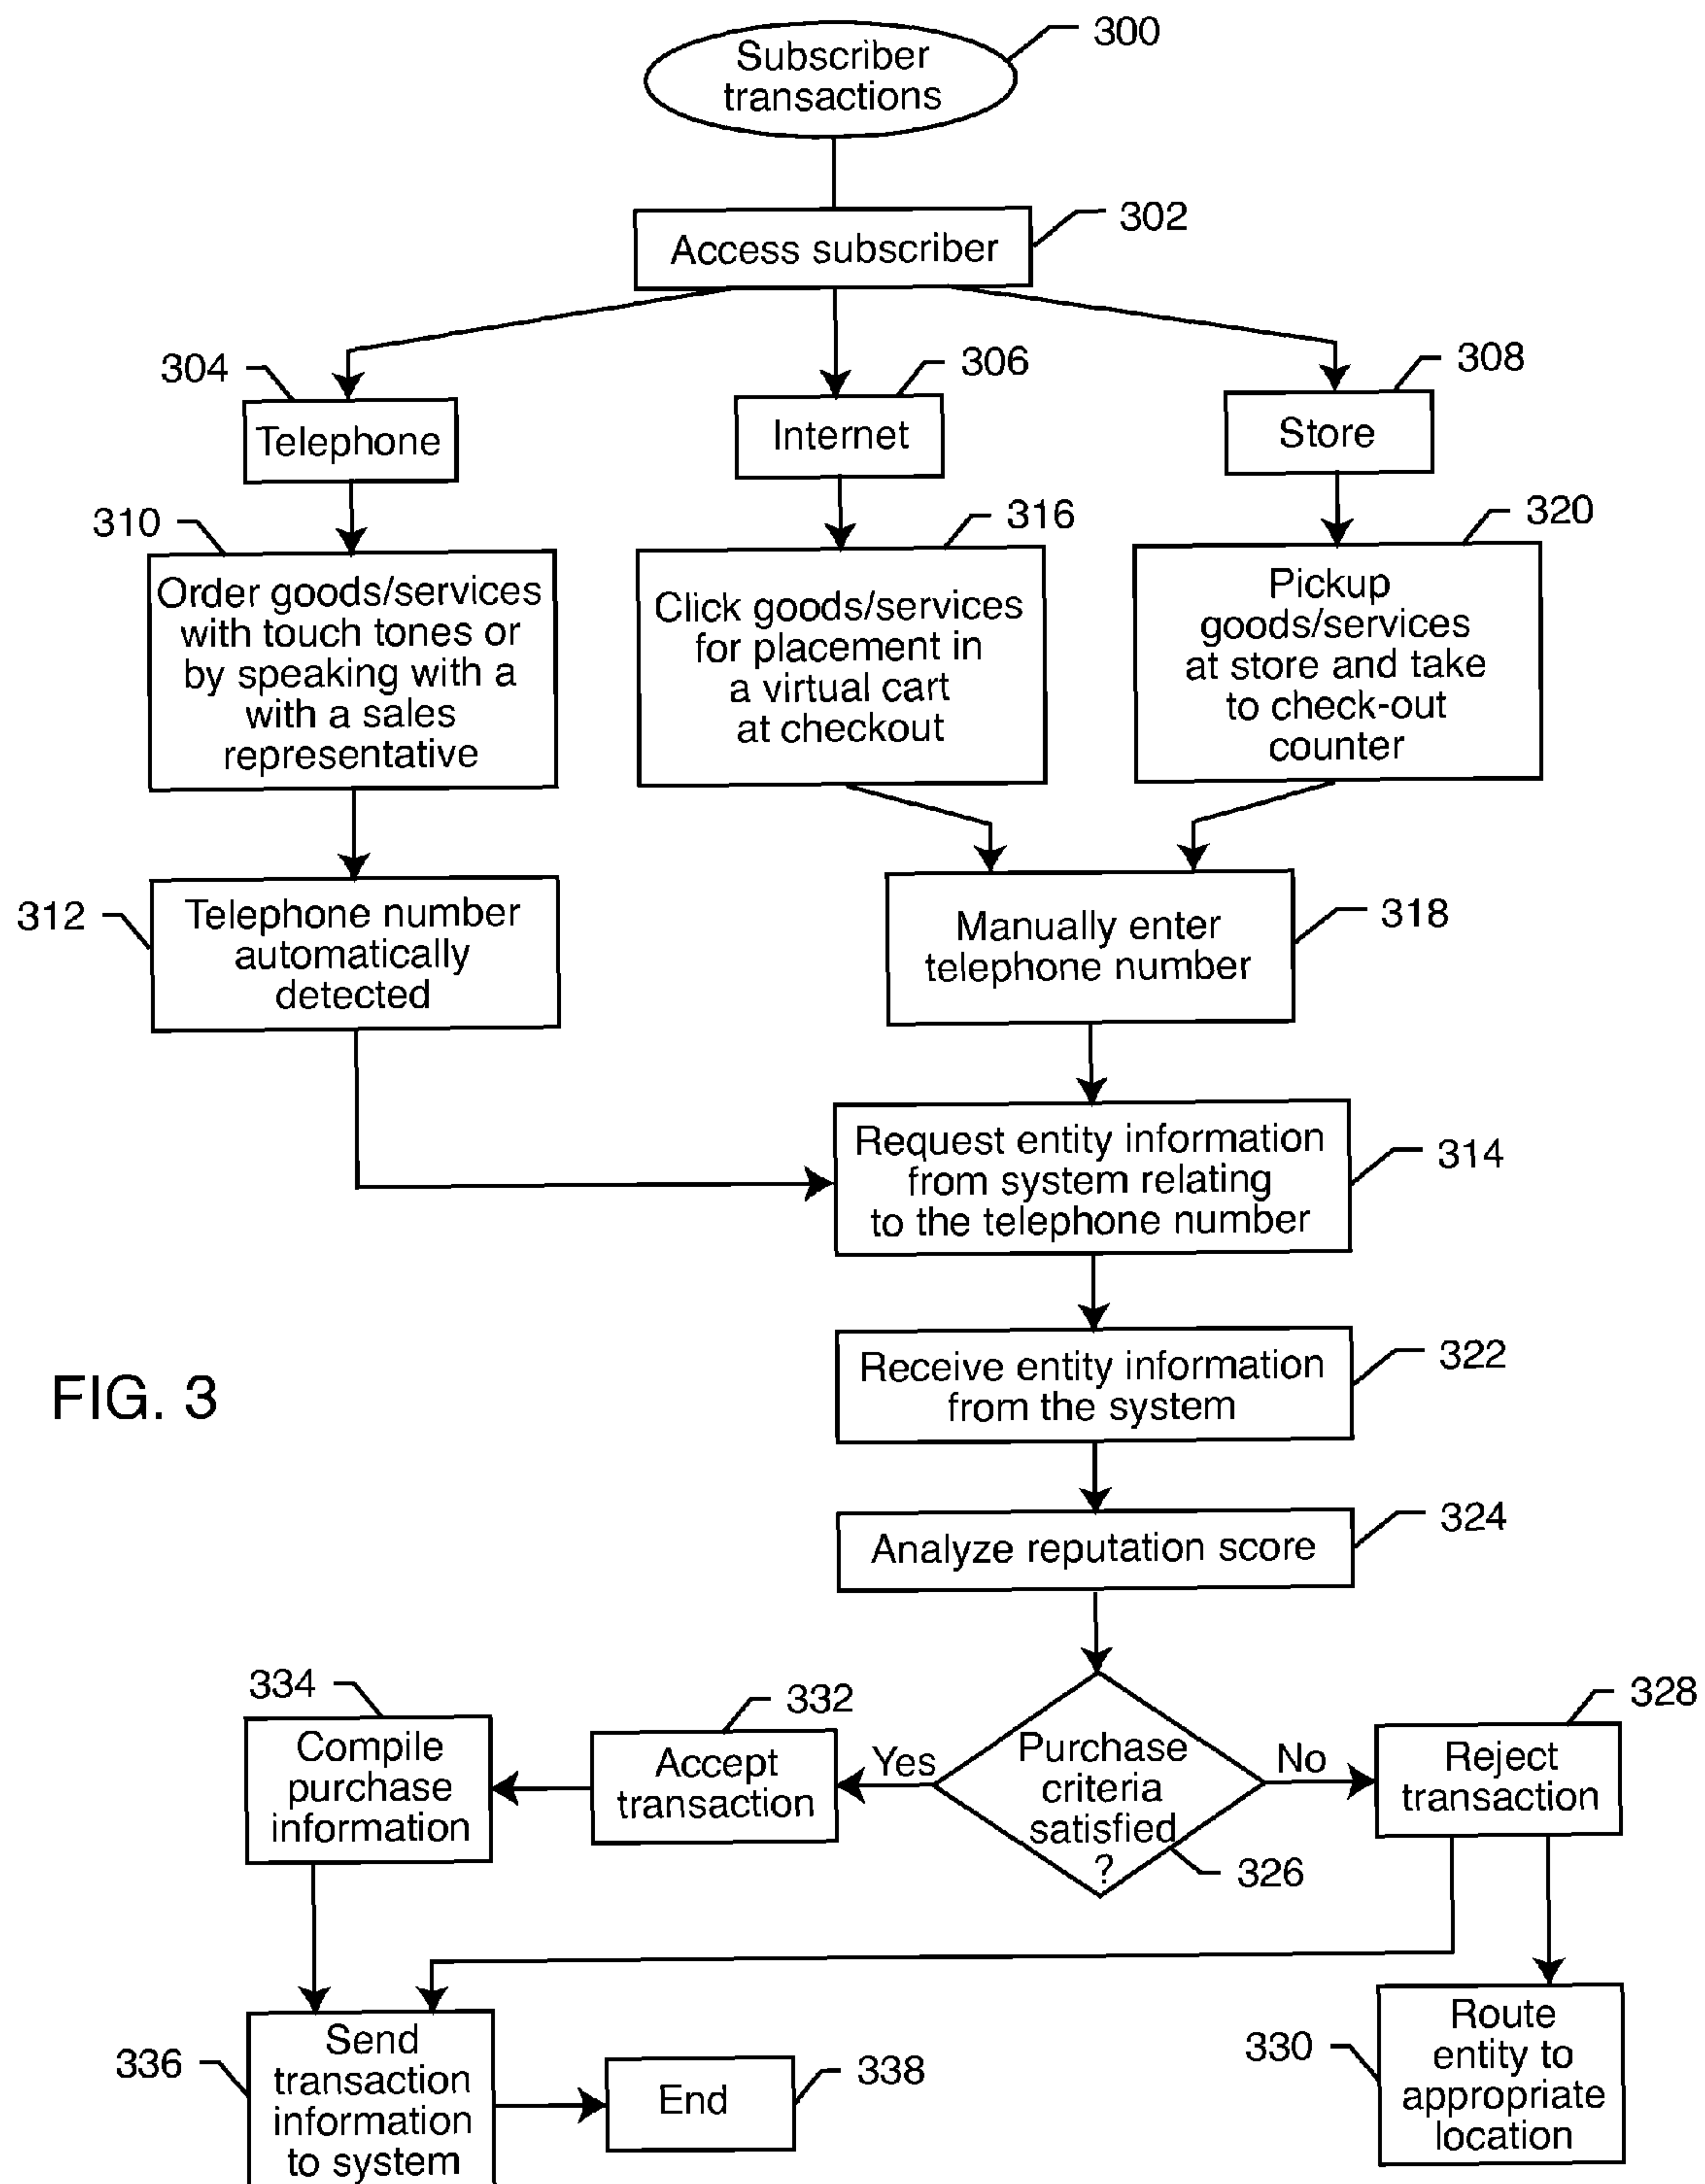 300
Subscriber
transactions
302
Access subscriber
304
Telephone
306
Internet
308
Store
310
Order goods/services
with touch tones or
by speaking with a
with a sales
representative
316
Click goods/services
for placement in
a virtual cart
at checkout
320
Pickup
goods/services
at store and take
to check-out
counter
312
Telephone number
automatically
detected
318
Manually enter
telephone number
314
Request entity information
from system relating
to the telephone number
322
Receive entity information
from the system
FIG. 3
324
Analyze reputation score
334
Compile
purchase
information
332
Accept
transaction
Yes
Purchase
criteria
satisfied
?
326
No
328
Reject
transaction
336
Send
transaction
information
to system
338
End
330
Route
entity to
appropriate
location